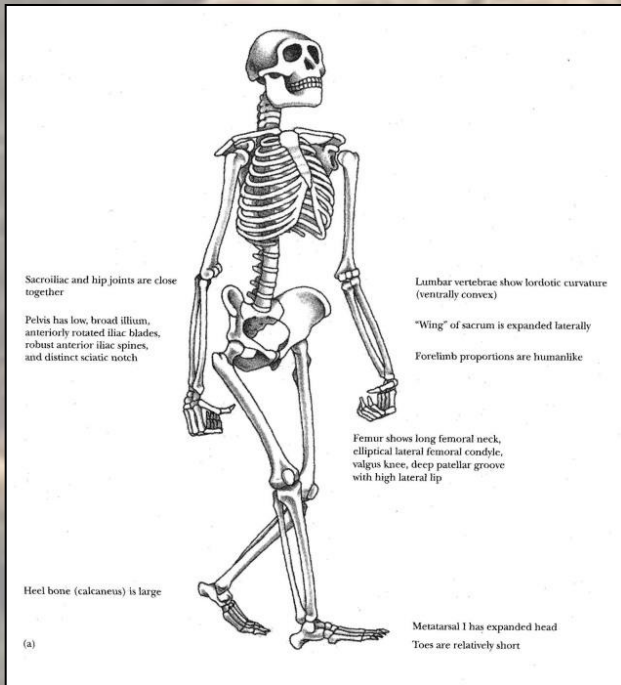 Sacroiliac and hip joints are close
together
Pelvis has low, broad illium,
anteriorly rotated iliac blades,
robust anterior iliac spines,
and distinct sciatic notch
Lumbar vertebrae show lordotic curvature
(ventrally convex)
"Wing" of sacrum is expanded laterally
Forelimb proportions are humanlike
Femur shows long femoral neck,
elliptical lateral femoral condyle,
valgus knee, deep patellar groove
with high lateral lip
Heel bone (calcaneus) is large
Metatarsal 1 has expanded head
Toes are relatively short
(a)